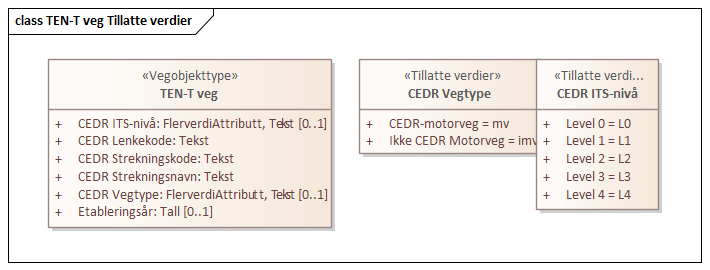 class TEN-T veg Tillatte verdier
«Vegobjekttype»
TEN-T veg
+ CEDR ITS-nivå: FlerverdiAttributt, Tekst [0..1]
+ CEDR Lenkekode: Tekst
+ CEDR Strekningskode: Tekst
+ CEDR Strekningsnavn: Tekst
+ CEDR Vegtype: FlerverdiAttributt, Tekst [0..1]
+ Etableringsår: Tall [0..1]
«Tillatte verdier»
CEDR Vegtype
+ CEDR-motorveg = mv
+ Ikke CEDR Motorveg = imv
«Tillatte verdi...
CEDR ITS-nivå
+ Level 0 = L0
+ Level 1 = L1
+ Level 2 = L2
+ Level 3 = L3
+ Level 4 = L4